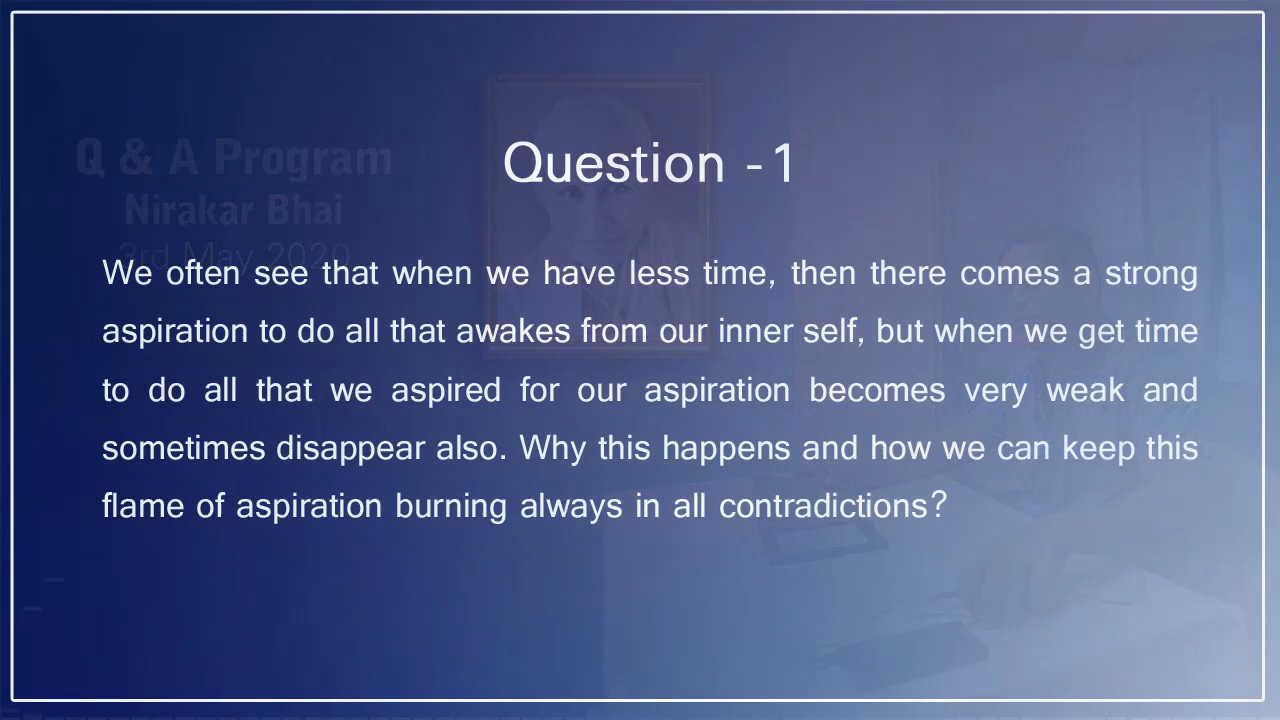 Q & A Program
Nirakar Bhai
3rd May 2020
Question - 1
We often see that when we have less time, then there comes a strong
aspiration to do all that awakes from our inner self, but when we get time
to do all that we aspired for our aspiration becomes very weak and
sometimes disappear also. Why this happens and how we can keep this
flame of aspiration burning always in all contradictions?